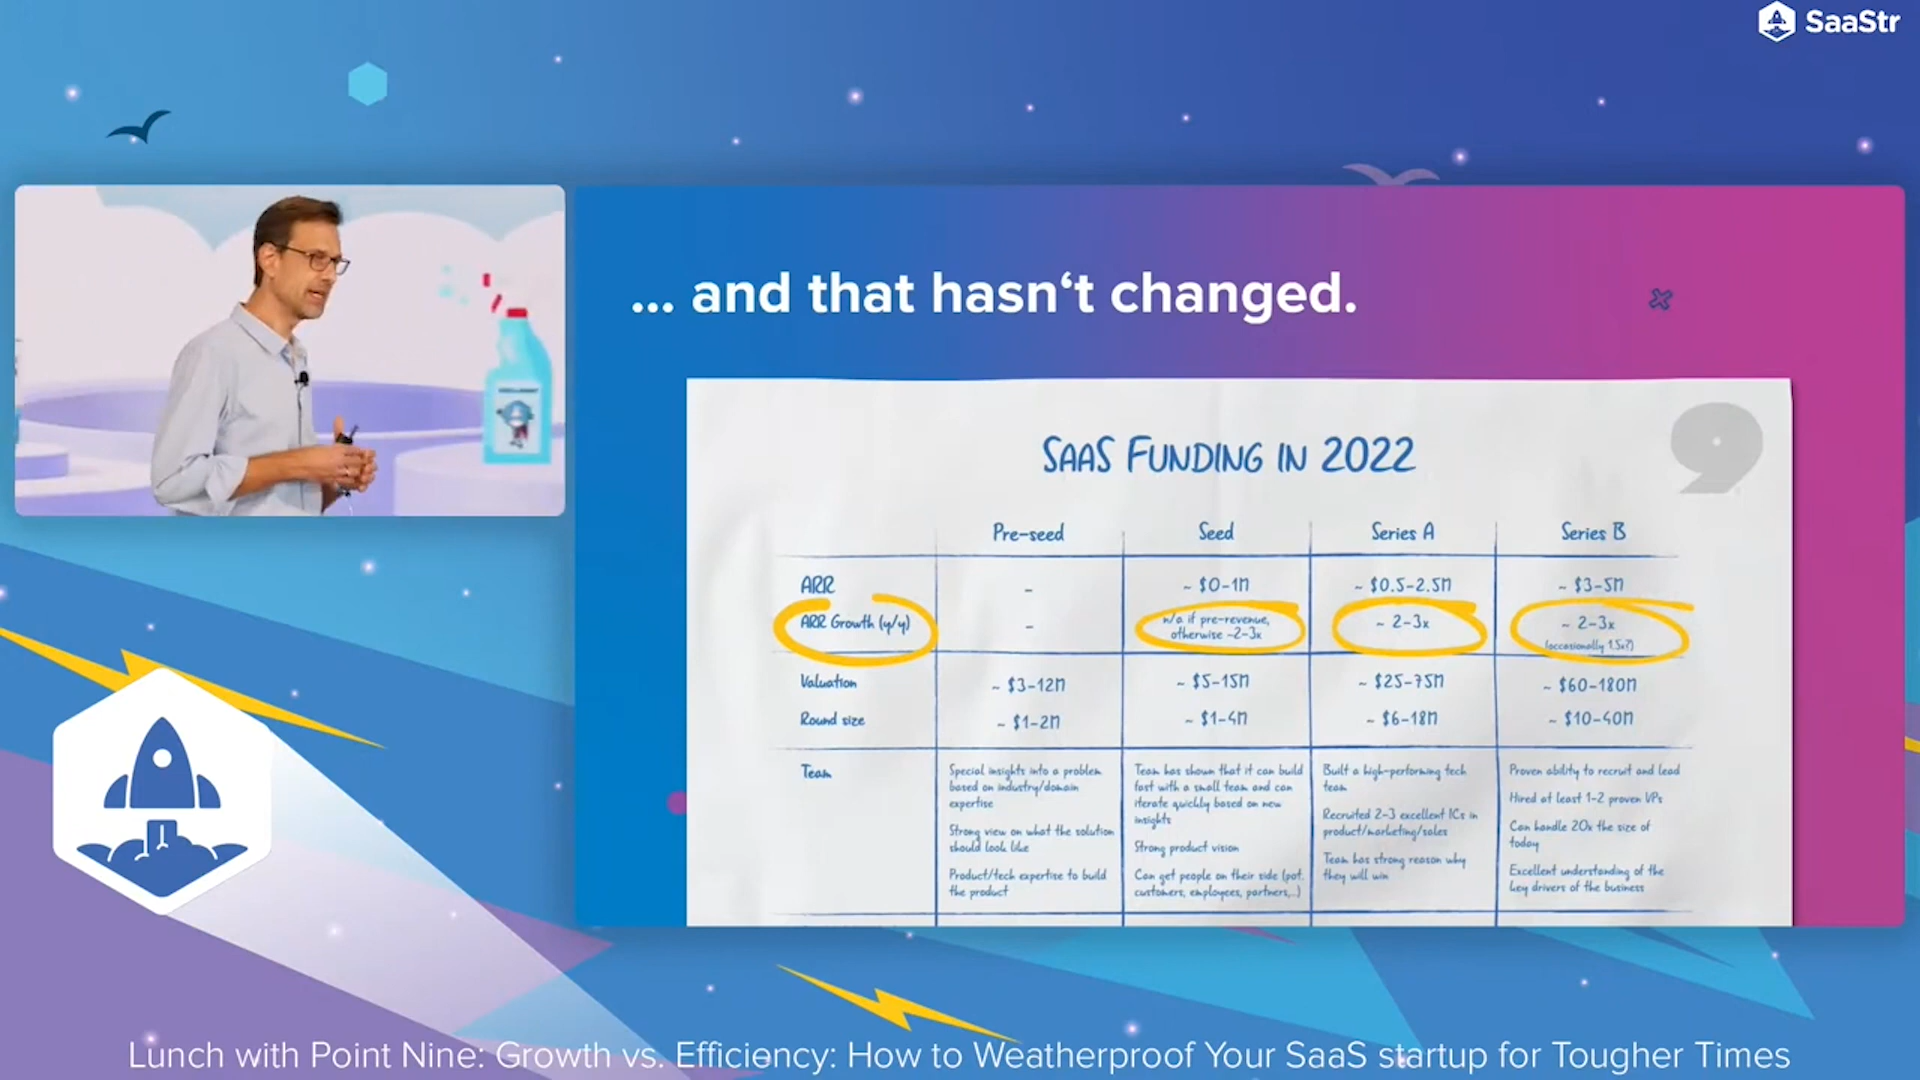 SaaStr
... and that hasn‘t changed.
9
SAAS FUNDING IN 2022
Pre-seed Seed Series A Series B
ARR - ~ $0-1M ~ $0.5-2.5M ~ $3-5M
ARR Growth (y/y) - n/a if pre-revenue, otherwise ~2-3x ~ 2-3x ~ 2-3x (occasionally 1.5x?)
Valuation ~ $3-12M ~ $5-15M ~ $25-75M ~ $60-180M
Round size ~ $1-2M ~ $1-4M ~ $6-18M ~ $10-40M
Team
Special insights into a problem
based on industry/domain
expertise
Strong view on what the solution
should look like
Product/tech expertise to build
the product
Team has shown that it can build
fast with a small team and can
iterate quickly based on new
insights
Strong product vision
Can get people on their side (pot.
customers, employees, partners,..)
Built a high-performing tech
team
Recruited 2-3 excellent ICs in
product/marketing/sales
Team has strong reason why
they will win
Proven ability to recruit and lead
Hired at least 1-2 proven VPs
Can handle 20x the size of
today
Excellent understanding of the
key drivers of the business
Lunch with Point Nine: Growth vs. Efficiency: How to Weatherproof Your SaaS startup for Tougher Times